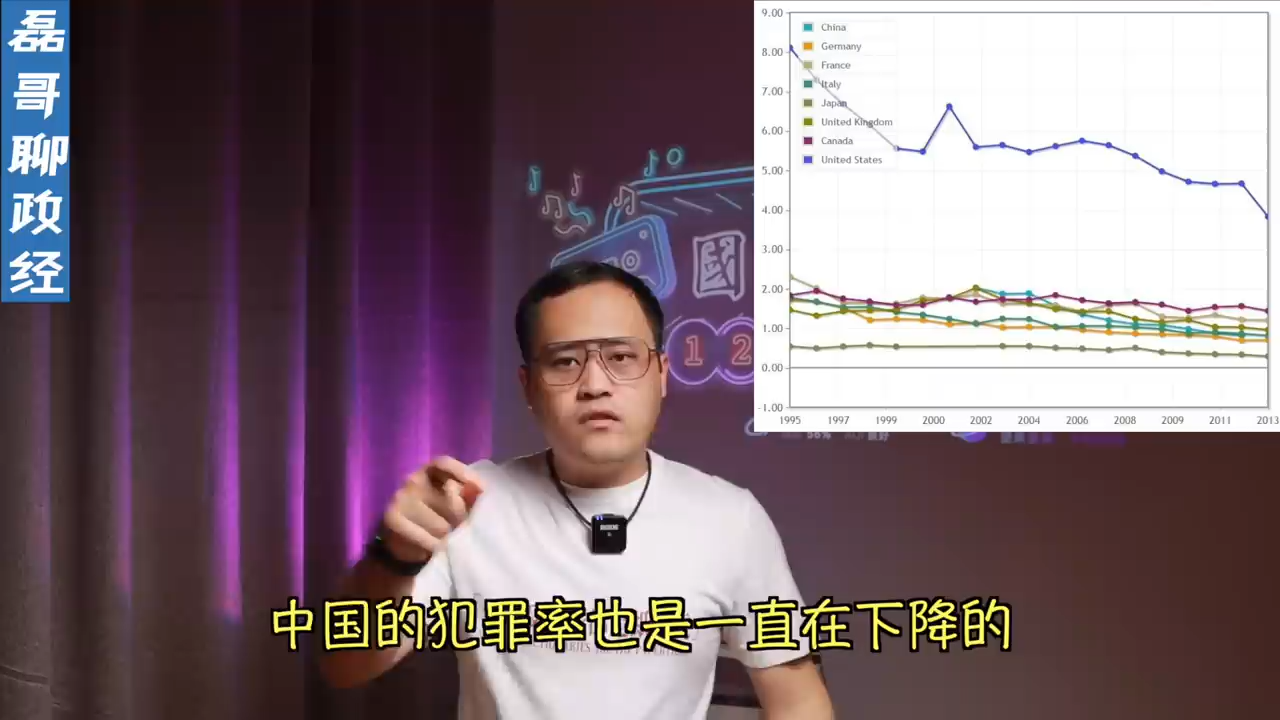 磊哥聊政经
9.00
8.00
7.00
6.00
5.00
4.00
3.00
2.00
1.00
0.00
-1.00
China
Germany
France
Italy
Japan
United Kingdom
Canada
United States
1995 1997 1999 2000 2002 2004 2006 2008 2009 2011 2013
國
1 2
中国的犯罪率也是一直在下降的